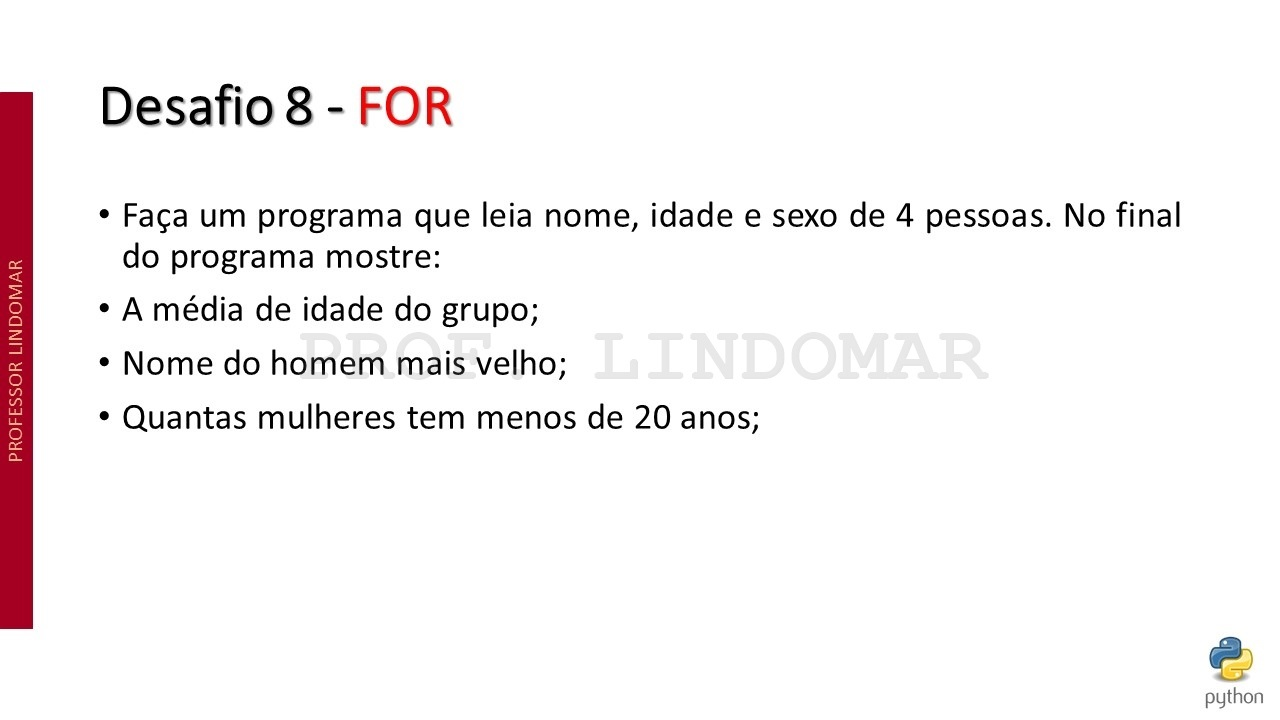 Desafio 8 - FOR
• Faça um programa que leia nome, idade e sexo de 4 pessoas. No final
do programa mostre:
• A média de idade do grupo;
• Nome do homem mais velho;
• Quantas mulheres tem menos de 20 anos;
PROF. LINDOMAR
PROFESSOR LINDOMAR
python